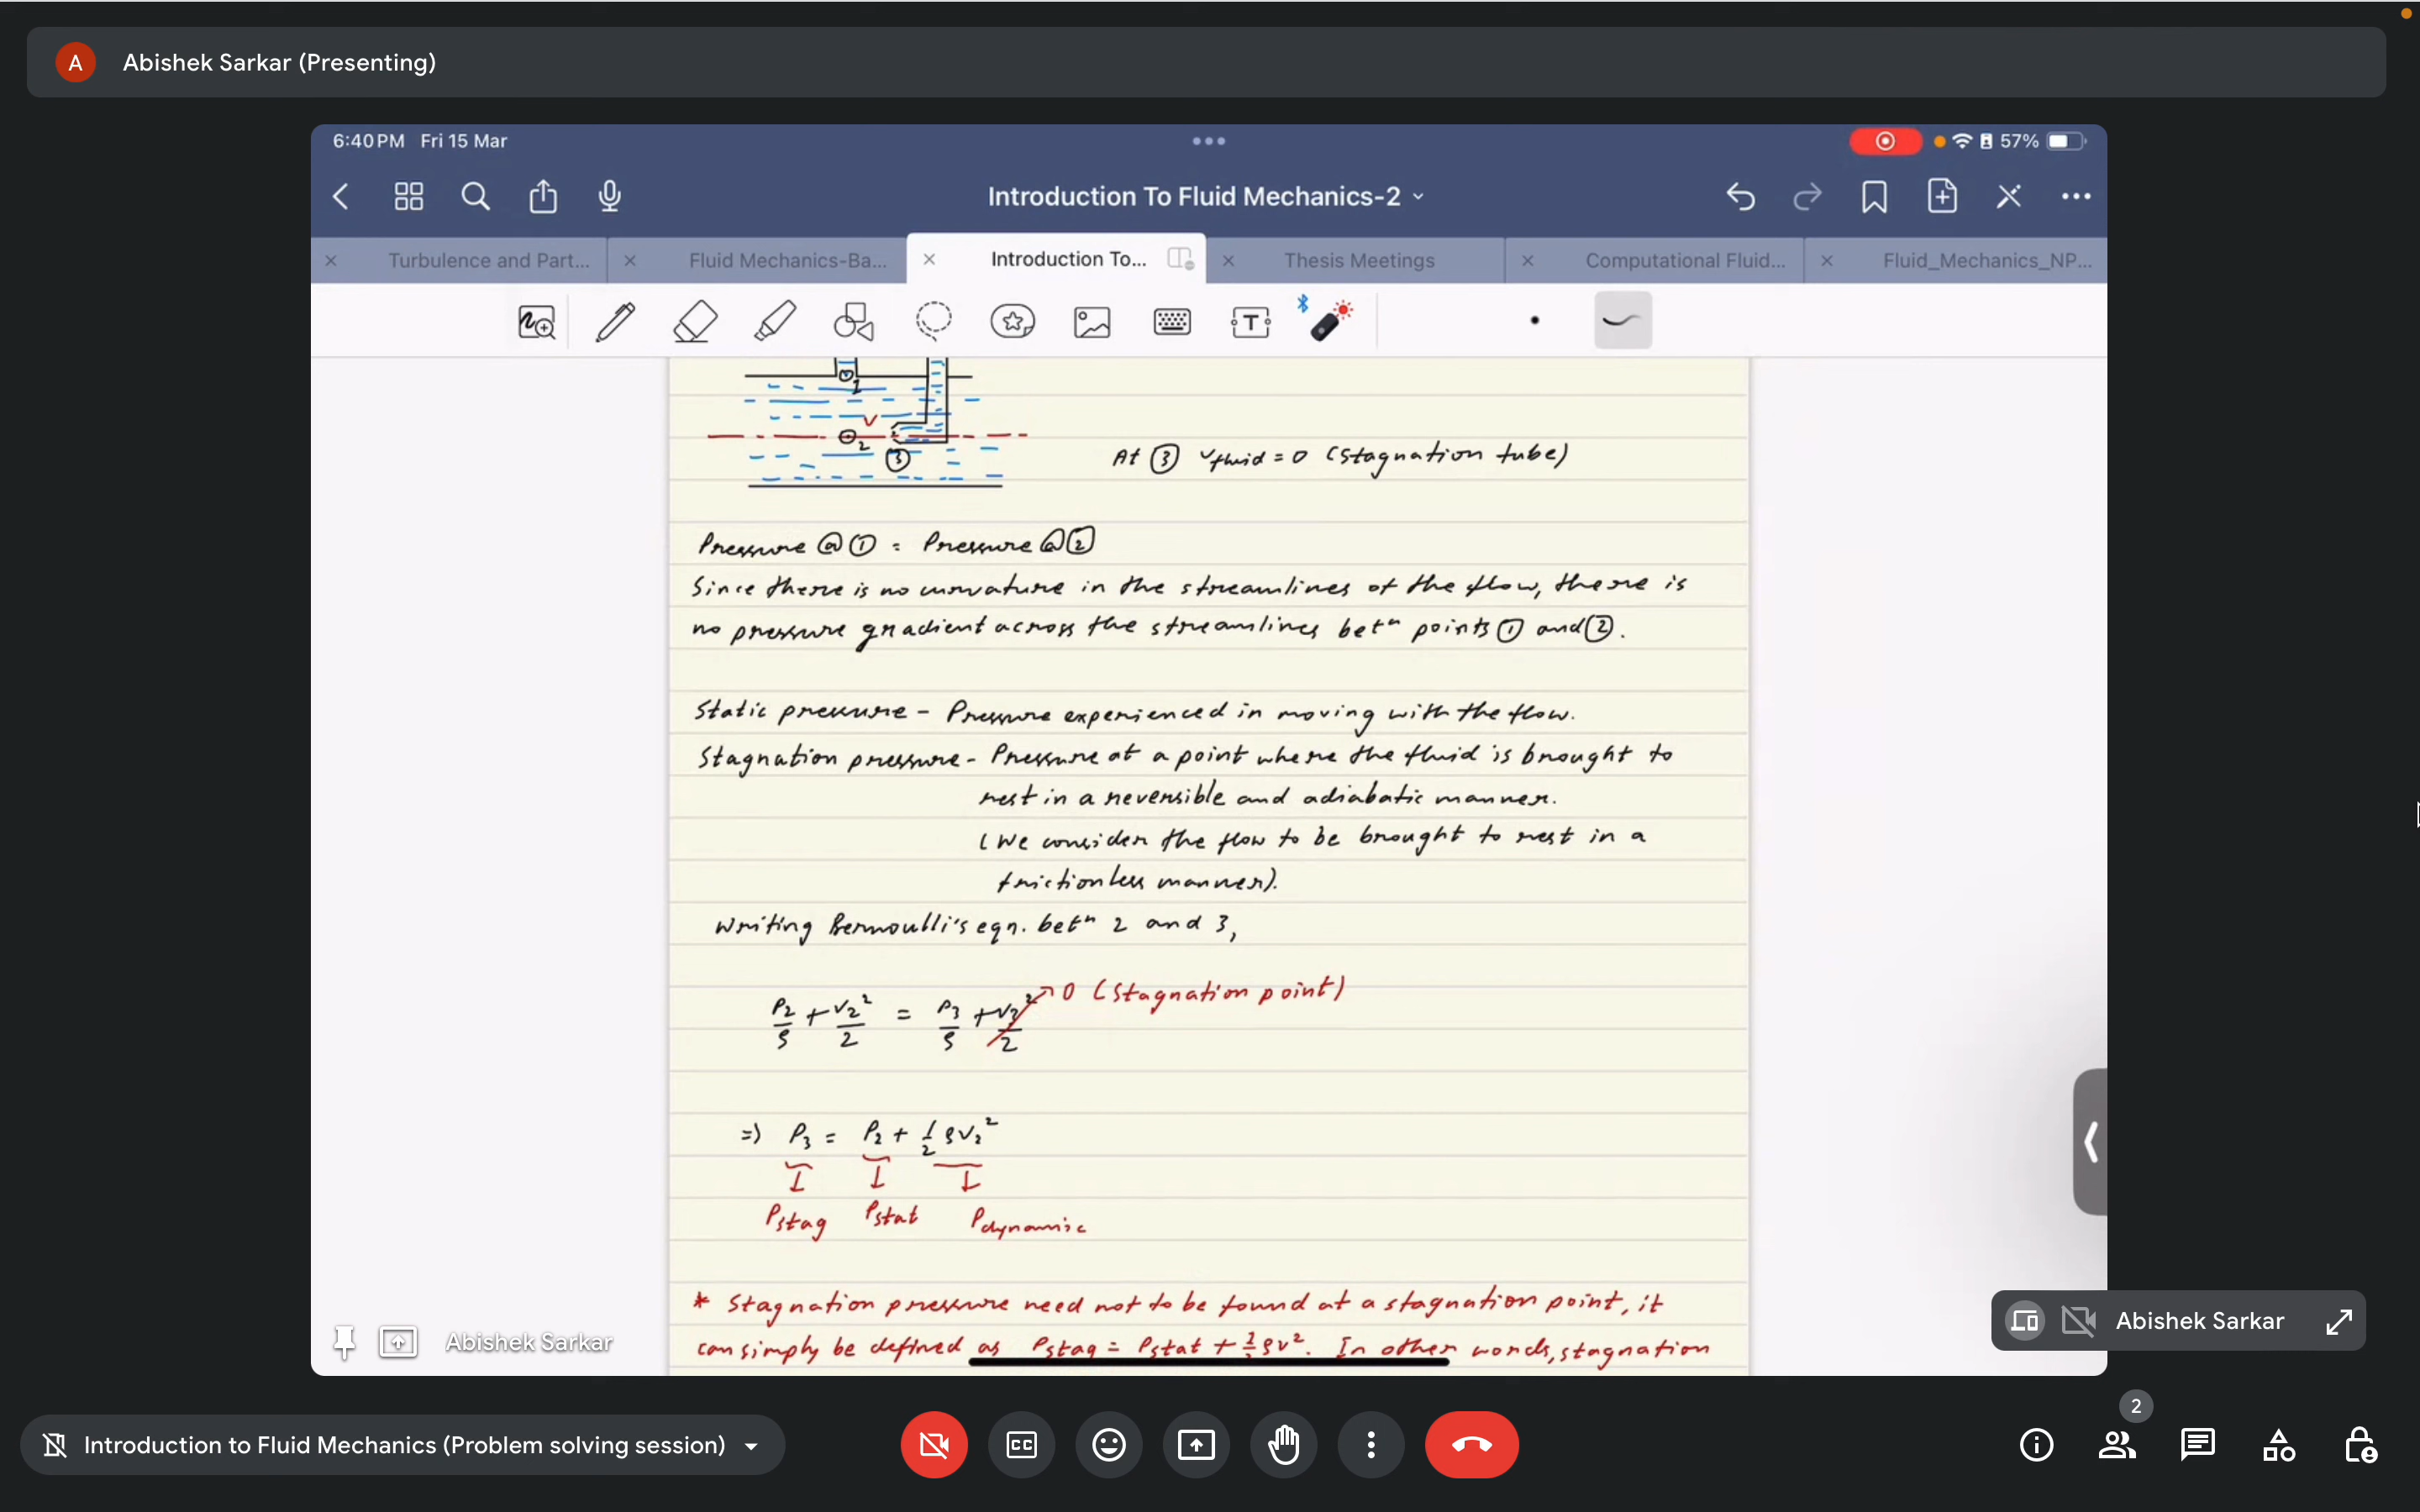 A Abishek Sarkar (Presenting)
6:40 PM Fri 15 Mar
57%
Introduction To Fluid Mechanics-2
Turbulence and Part...
Fluid Mechanics-Ba...
Introduction To...
Thesis Meetings
Computational Fluid...
Fluid_Mechanics_NP...
T
1
V
2
3
At ③ Vfluid = 0 (Stagnation tube)
Pressure @ ① = Pressure @ ②
Since there is no curvature in the streamlines of the flow, there is
no pressure gradient across the streamlines betⁿ points ① and ②.
Static pressure - Pressure experienced in moving with the flow.
Stagnation pressure - Pressure at a point where the fluid is brought to
rest in a reversible and adiabatic manner.
(We consider the flow to be brought to rest in a
frictionless manner).
Writing Bernoulli's eqn. betⁿ 2 and 3,
P₂/ρ + V₂²/2 = P₃/ρ + V₃²/2 → 0 (Stagnation point)
=> P₃ = P₂ + 1/2 ρV₂²
Pstag Pstat Pdynamic
* Stagnation pressure need not to be found at a stagnation point, it
can simply be defined as Pstag = Pstat + 1/2 ρV². In other words, stagnation
Abishek Sarkar
Abishek Sarkar
2
Introduction to Fluid Mechanics (Problem solving session)
CC